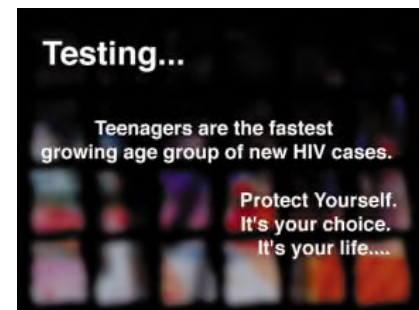 Testing...
Teenagers are the fastest
growing age group of new HIV cases.
Protect Yourself.
It's your choice.
It's your life....